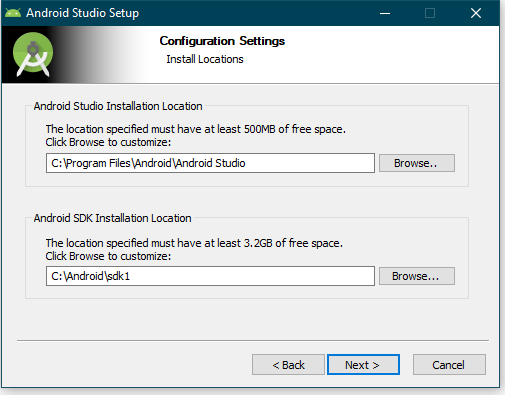 Android Studio Setup
Configuration Settings
Install Locations
Android Studio Installation Location
The location specified must have at least 500MB of free space.
Click Browse to customize:
C:\Program Files\Android\Android Studio
Browse..
Android SDK Installation Location
The location specified must have at least 3.2GB of free space.
Click Browse to customize:
C:\Android\sdk1
Browse...
< Back
Next >
Cancel